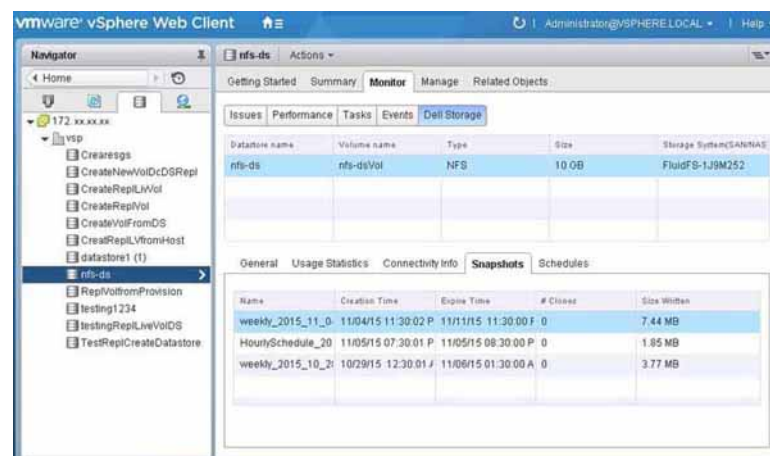 vmware® vSphere Web Client
Administrator@VSPHERE.LOCAL
Help
Navigator
Home
172.xx.xx.xx
vsp
Crearesgs
CreateNewVolDcDSRepl
CreateReplLivVol
CreateReplVol
CreateVolFromDS
CreatReplLVfromHost
datastore1 (1)
nfs-ds
ReplVolfromProvision
testing1234
testingReplLiveVolDS
TestReplCreateDatastore
nfs-ds Actions
Getting Started Summary Monitor Manage Related Objects
Issues Performance Tasks Events Dell Storage
Datastore name Volume name Type Size Storage System(SAN/NAS
nfs-ds nfs-dsVol NFS 10 GB FluidFS-1J9M252
General Usage Statistics Connectivity Info Snapshots Schedules
Name Creation Time Expire Time # Clones Size Written
weekly_2015_11_0 11/04/15 11:30:02 P 11/11/15 11:30:00 F 0 7.44 MB
HourlySchedule_20 11/05/15 07:30:01 P 11/05/15 08:30:00 P 0 1.85 MB
weekly_2015_10_2 10/29/15 12:30:01 A 11/06/15 01:30:00 A 0 3.77 MB